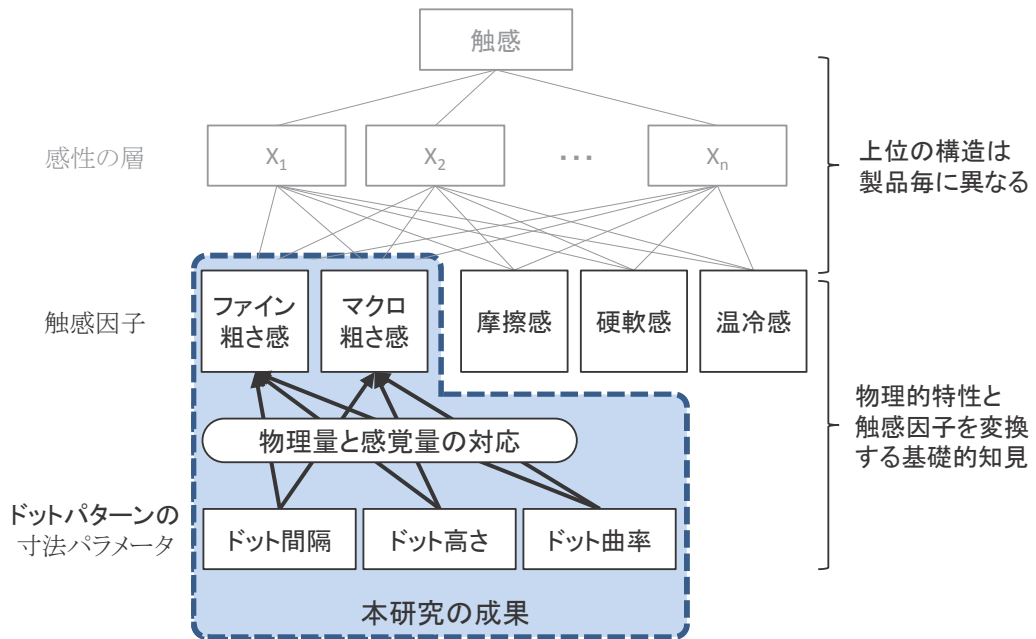 触感
感性の層
X1
X2
...
Xn
上位の構造は
製品毎に異なる
触感因子
ファイン
粗さ感
マクロ
粗さ感
摩擦感
硬軟感
温冷感
物理量と感覚量の対応
物理的特性と
触感因子を変換
する基礎的知見
ドットパターンの
寸法パラメータ
ドット間隔
ドット高さ
ドット曲率
本研究の成果